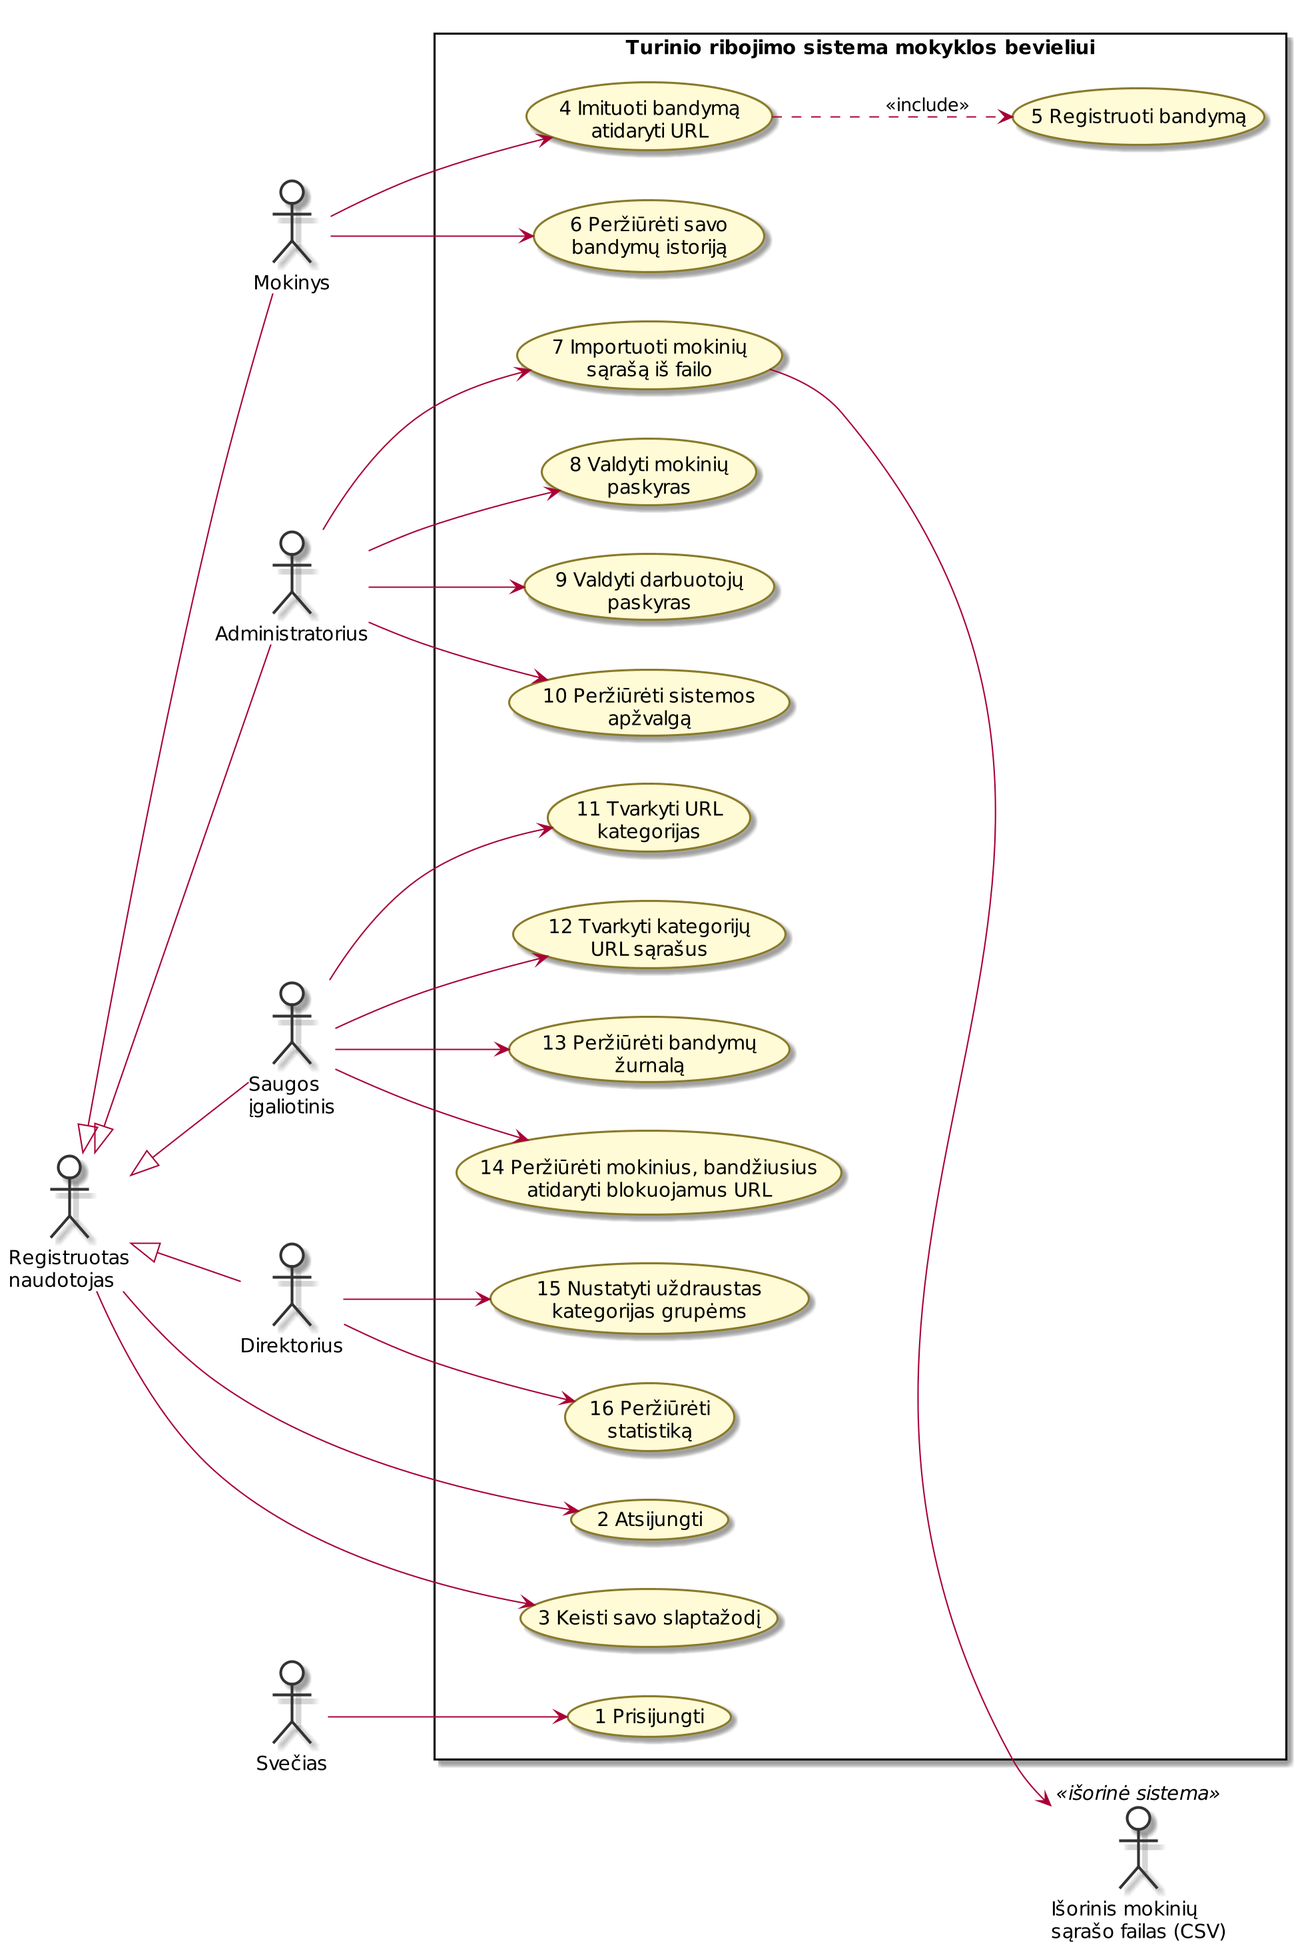 Turinio ribojimo sistema mokyklos bevieliui
4 Imituoti bandymą
atidaryti URL
«include»
5 Registruoti bandymą
6 Peržiūrėti savo
bandymų istoriją
Mokinys
7 Importuoti mokinių
sąrašą iš failo
8 Valdyti mokinių
paskyras
9 Valdyti darbuotojų
paskyras
Administratorius
10 Peržiūrėti sistemos
apžvalgą
11 Tvarkyti URL
kategorijas
12 Tvarkyti kategorijų
URL sąrašus
13 Peržiūrėti bandymų
žurnalą
Saugos
įgaliotinis
14 Peržiūrėti mokinius, bandžiusius
atidaryti blokuojamus URL
Registruotas
naudotojas
15 Nustatyti uždraustas
kategorijas grupėms
Direktorius
16 Peržiūrėti
statistiką
2 Atsijungti
3 Keisti savo slaptažodį
1 Prisijungti
Svečias
«išorinė sistema»
Išorinis mokinių
sąrašo failas (CSV)